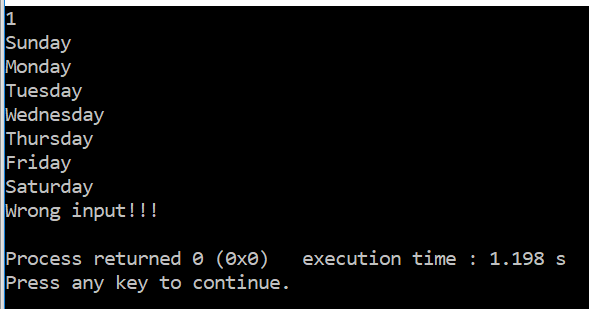 1
Sunday
Monday
Tuesday
Wednesday
Thursday
Friday
Saturday
Wrong input!!!
Process returned 0 (0x0)   execution time : 1.198 s
Press any key to continue.